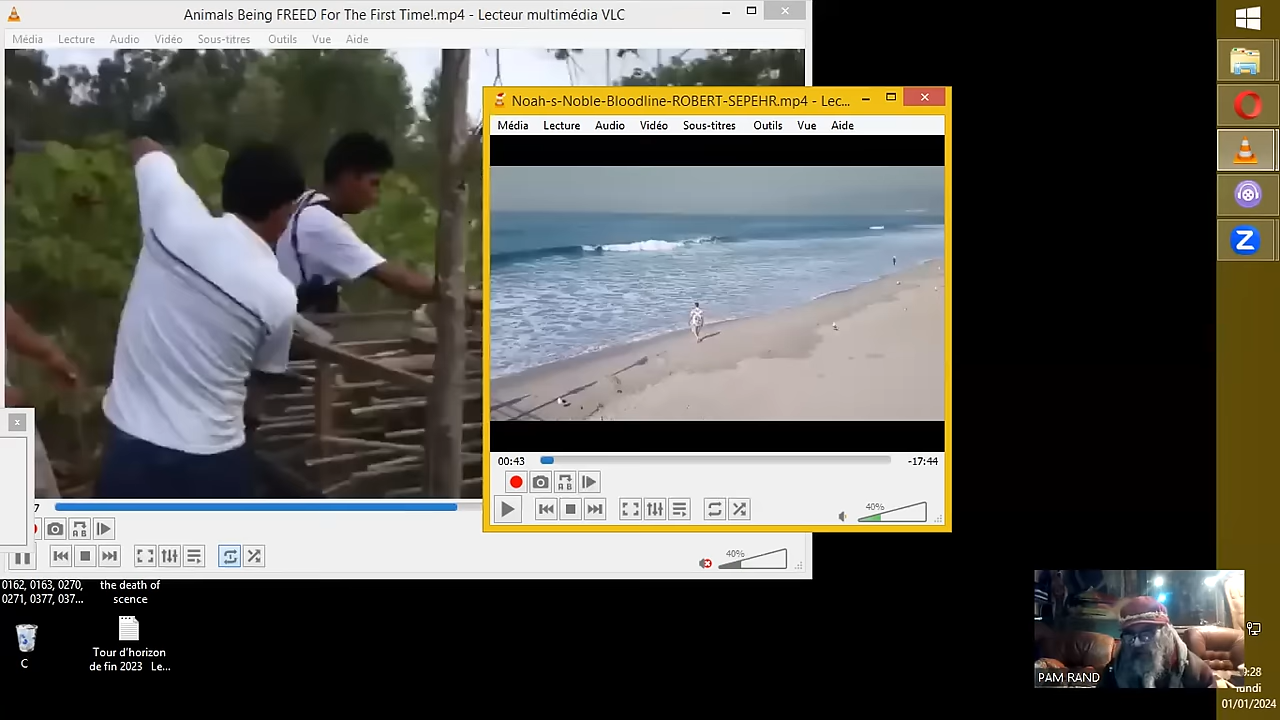 Animals Being FREED For The First Time!.mp4 - Lecteur multimédia VLC
Média Lecture Audio Vidéo Sous-titres Outils Vue Aide
Noah-s-Noble-Bloodline-ROBERT-SEPEHR.mp4 - Lec...
Média Lecture Audio Vidéo Sous-titres Outils Vue Aide
00:43 -17:44
40%
7
40%
0162, 0163, 0270,
0271, 0377, 037...
the death of
scence
C
Tour d'horizon
de fin 2023 Le...
PAM RAND
:28
lundi
01/01/2024